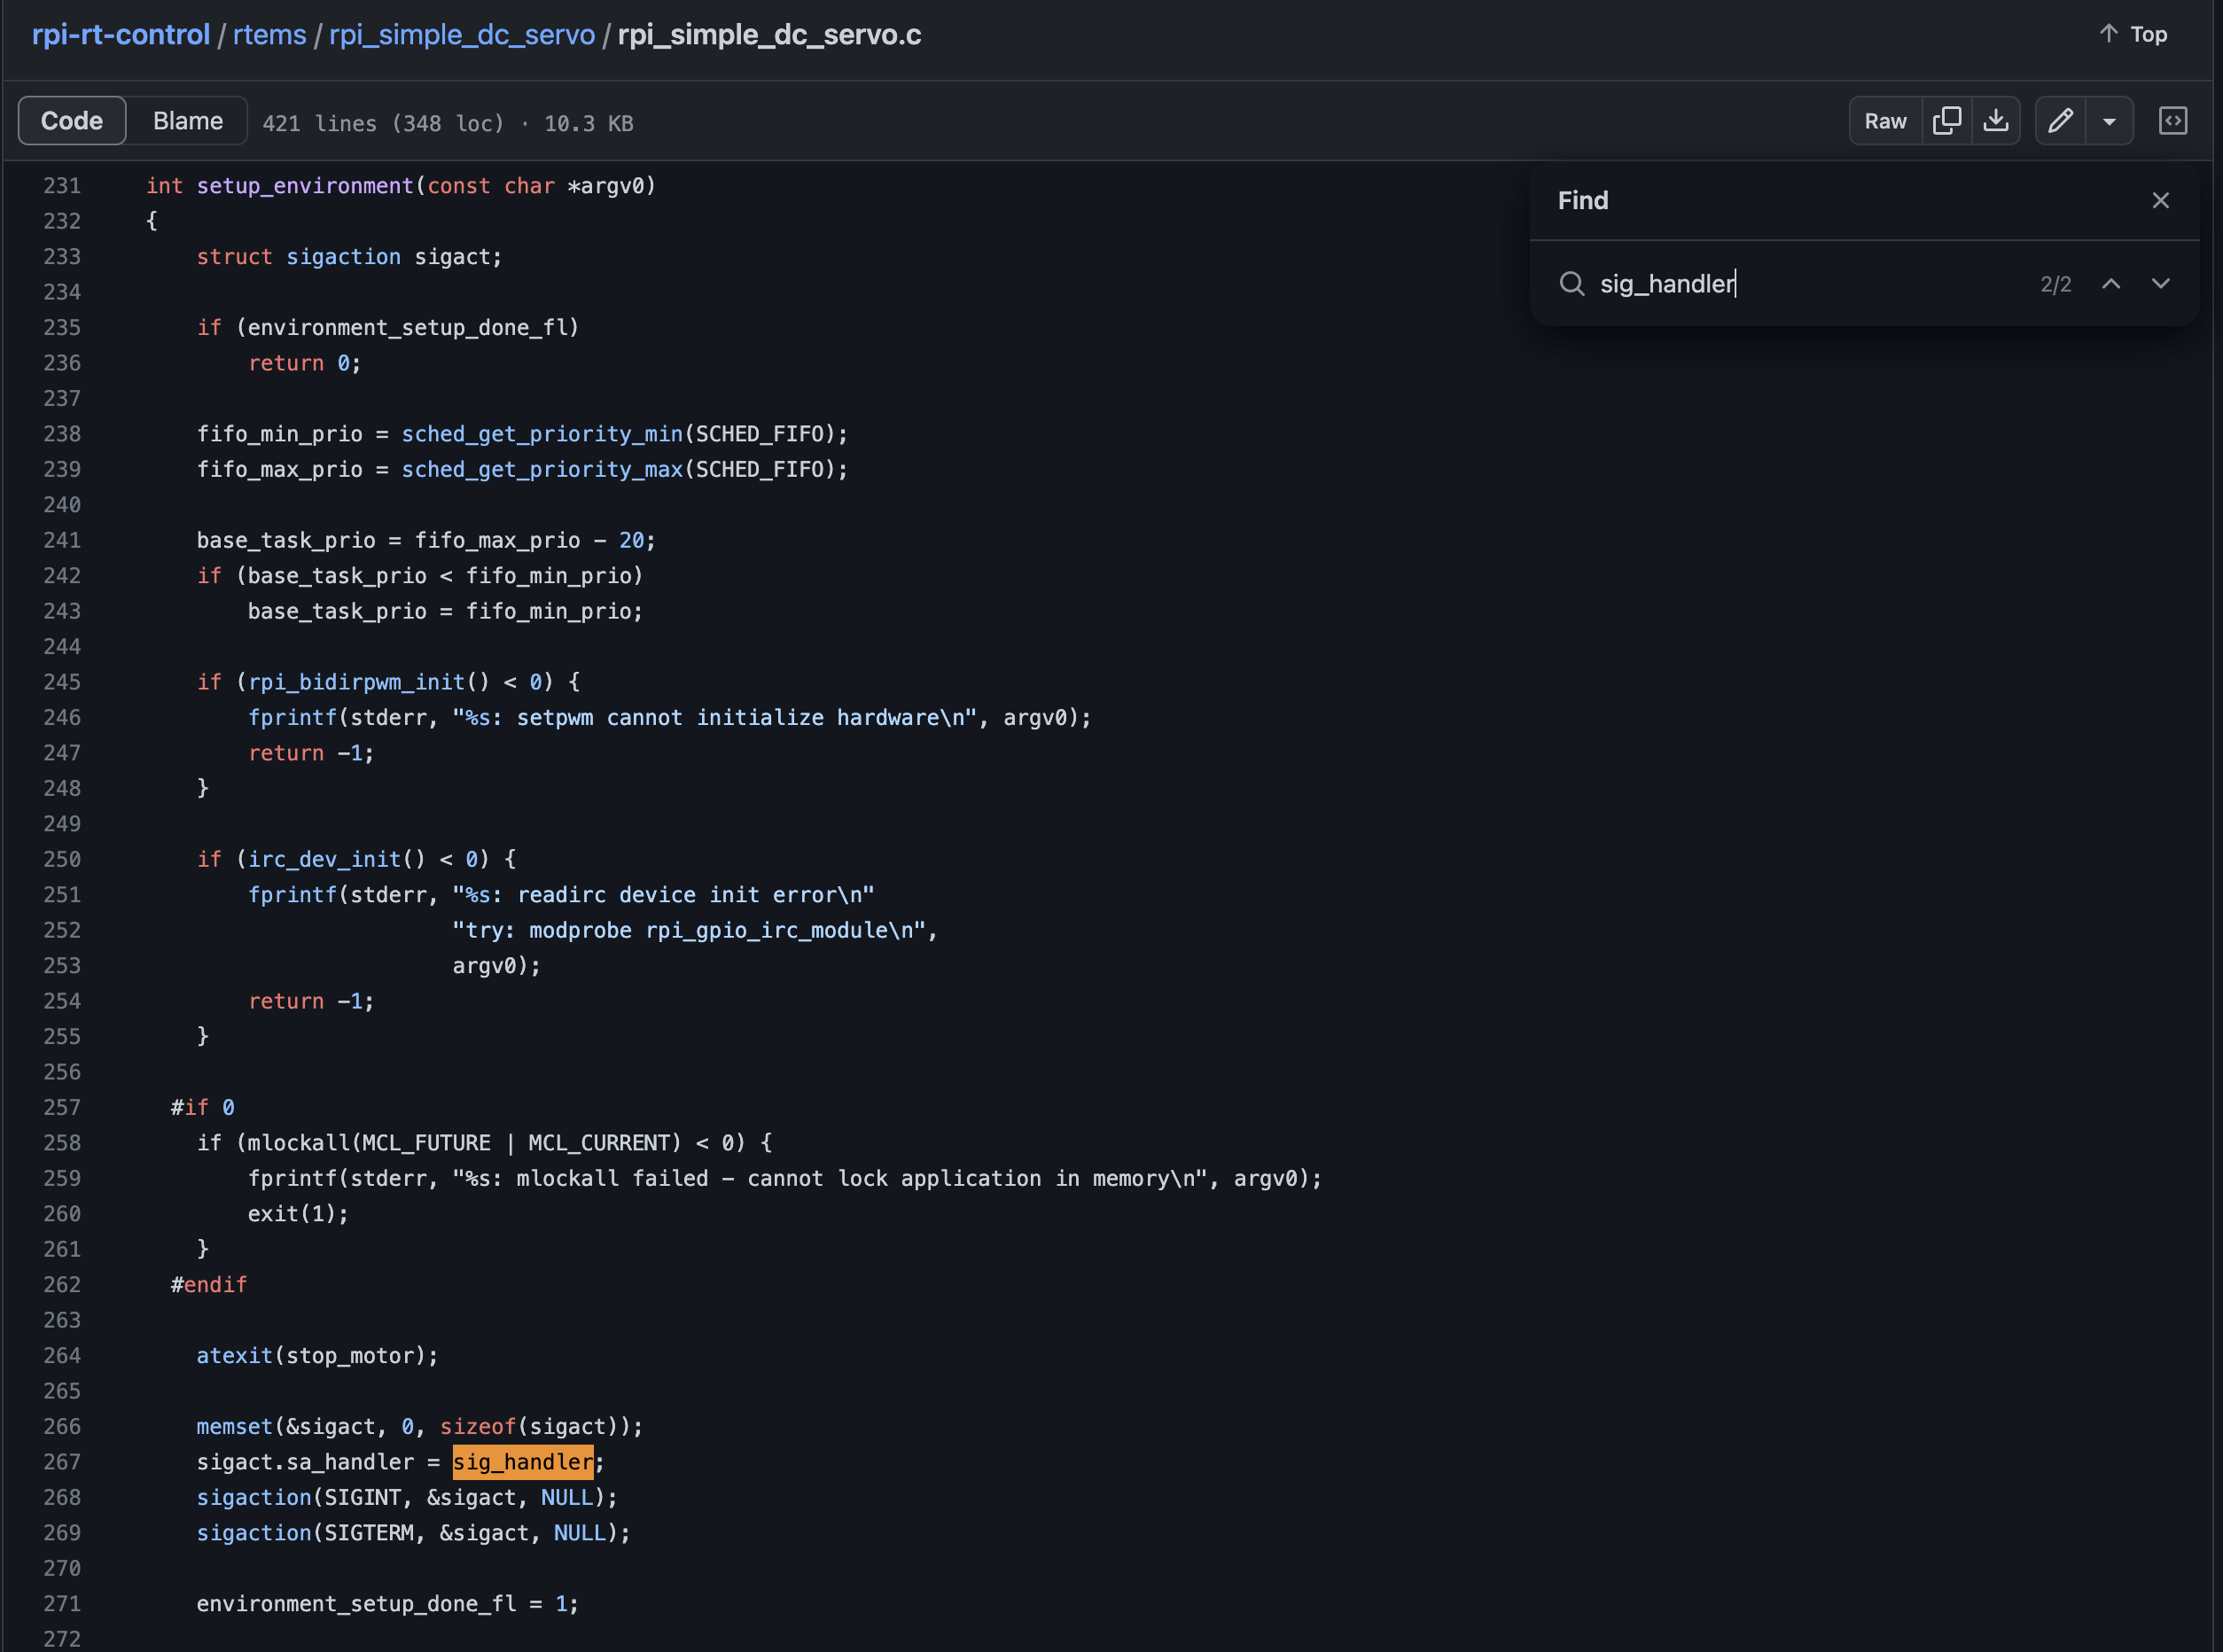 rpi-rt-control / rtems / rpi_simple_dc_servo / rpi_simple_dc_servo.c
↑ Top
Code Blame 421 lines (348 loc) · 10.3 KB
Raw
Find
sig_handler 2/2
231 int setup_environment(const char *argv0)
232 {
233     struct sigaction sigact;
234
235     if (environment_setup_done_fl)
236         return 0;
237
238     fifo_min_prio = sched_get_priority_min(SCHED_FIFO);
239     fifo_max_prio = sched_get_priority_max(SCHED_FIFO);
240
241     base_task_prio = fifo_max_prio - 20;
242     if (base_task_prio < fifo_min_prio)
243         base_task_prio = fifo_min_prio;
244
245     if (rpi_bidirpwm_init() < 0) {
246         fprintf(stderr, "%s: setpwm cannot initialize hardware\n", argv0);
247         return -1;
248     }
249
250     if (irc_dev_init() < 0) {
251         fprintf(stderr, "%s: readirc device init error\n"
252                         "try: modprobe rpi_gpio_irc_module\n",
253                         argv0);
254         return -1;
255     }
256
257   #if 0
258     if (mlockall(MCL_FUTURE | MCL_CURRENT) < 0) {
259         fprintf(stderr, "%s: mlockall failed - cannot lock application in memory\n", argv0);
260         exit(1);
261     }
262   #endif
263
264     atexit(stop_motor);
265
266     memset(&sigact, 0, sizeof(sigact));
267     sigact.sa_handler = sig_handler;
268     sigaction(SIGINT, &sigact, NULL);
269     sigaction(SIGTERM, &sigact, NULL);
270
271     environment_setup_done_fl = 1;
272